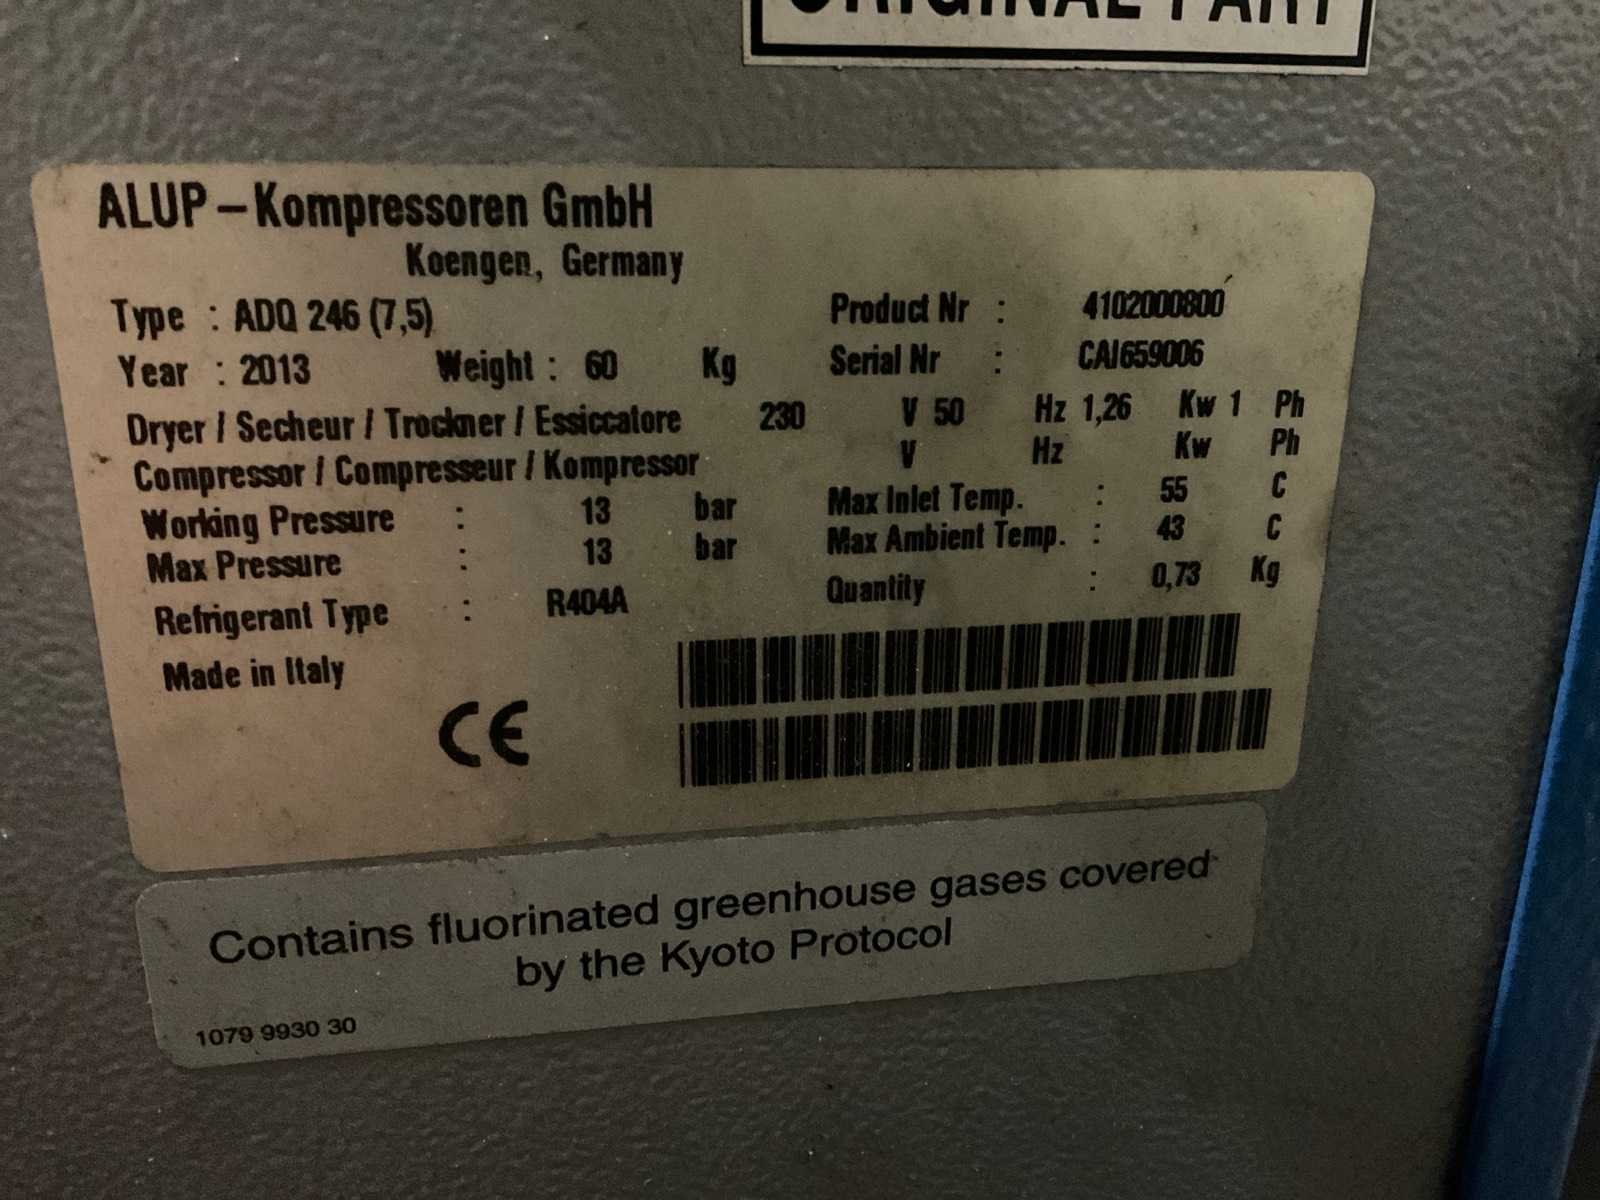 ORIGINAL PART
ALUP – Kompressoren GmbH
Koengen, Germany
Type : ADQ 246 (7,5) Product Nr : 4102000800
Year : 2013 Weight : 60 Kg Serial Nr : CAI659006
Dryer / Secheur / Trockner / Essiccatore 230 V 50 Hz 1,26 Kw 1 Ph
Compressor / Compresseur / Kompressor V Hz Kw Ph
Working Pressure : 13 bar Max Inlet Temp. : 55 C
Max Pressure : 13 bar Max Ambient Temp. : 43 C
Refrigerant Type : R404A Quantity : 0,73 Kg
Made in Italy
CE
Contains fluorinated greenhouse gases covered
by the Kyoto Protocol
1079 9930 30